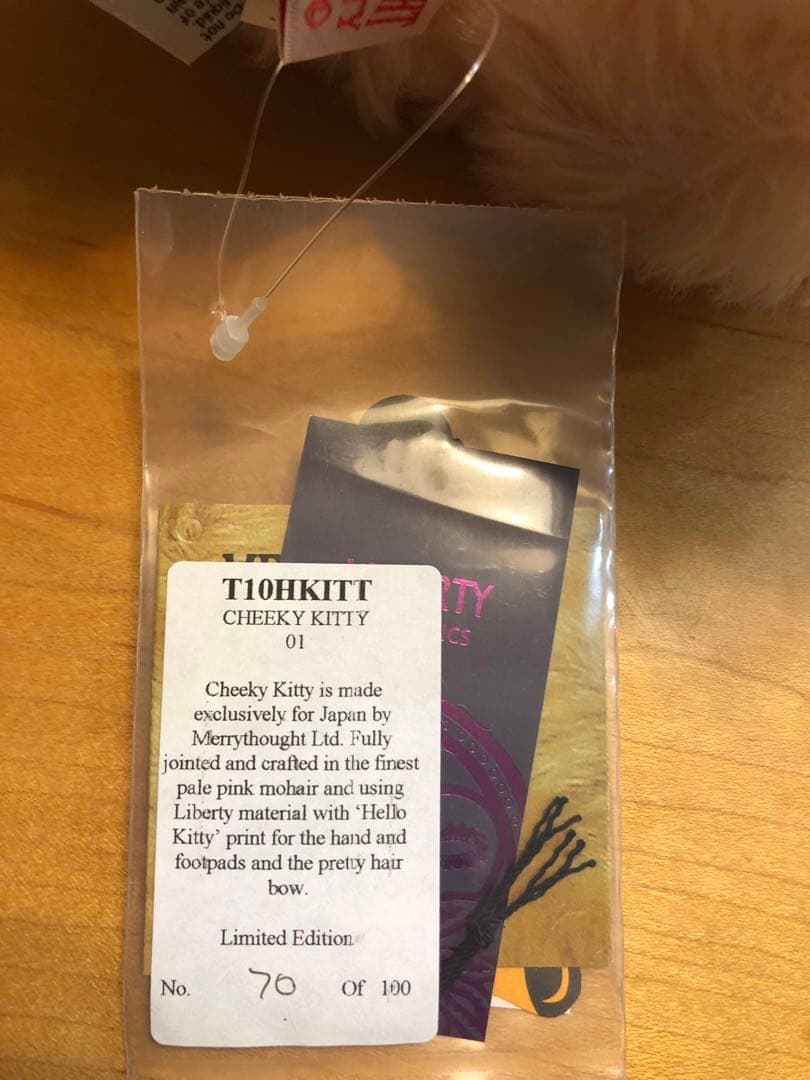 T10HKITT
CHEEKY KITTY
01
Cheeky Kitty is made
exclusively for Japan by
Merrythought Ltd. Fully
jointed and crafted in the finest
pale pink mohair and using
Liberty material with ‘Hello
Kitty’ print for the hand and
footpads and the pretty hair
bow.
Limited Edition
No. 70 Of 100